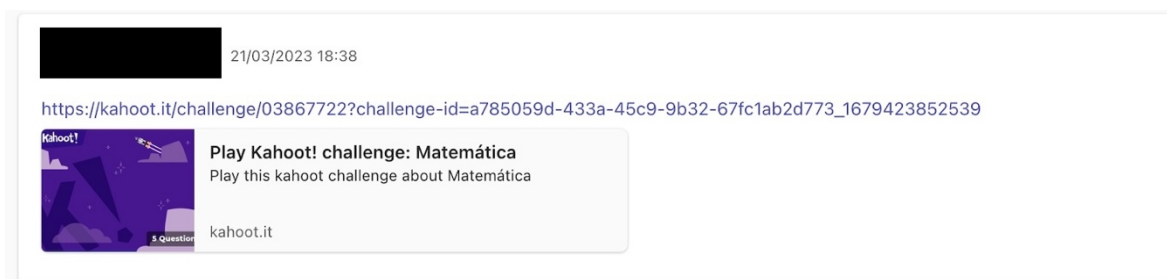 21/03/2023 18:38
https://kahoot.it/challenge/03867722?challenge-id=a785059d-433a-45c9-9b32-67fc1ab2d773_1679423852539
Kahoot!
Play Kahoot! challenge: Matemática
Play this kahoot challenge about Matemática
5 Question
kahoot.it